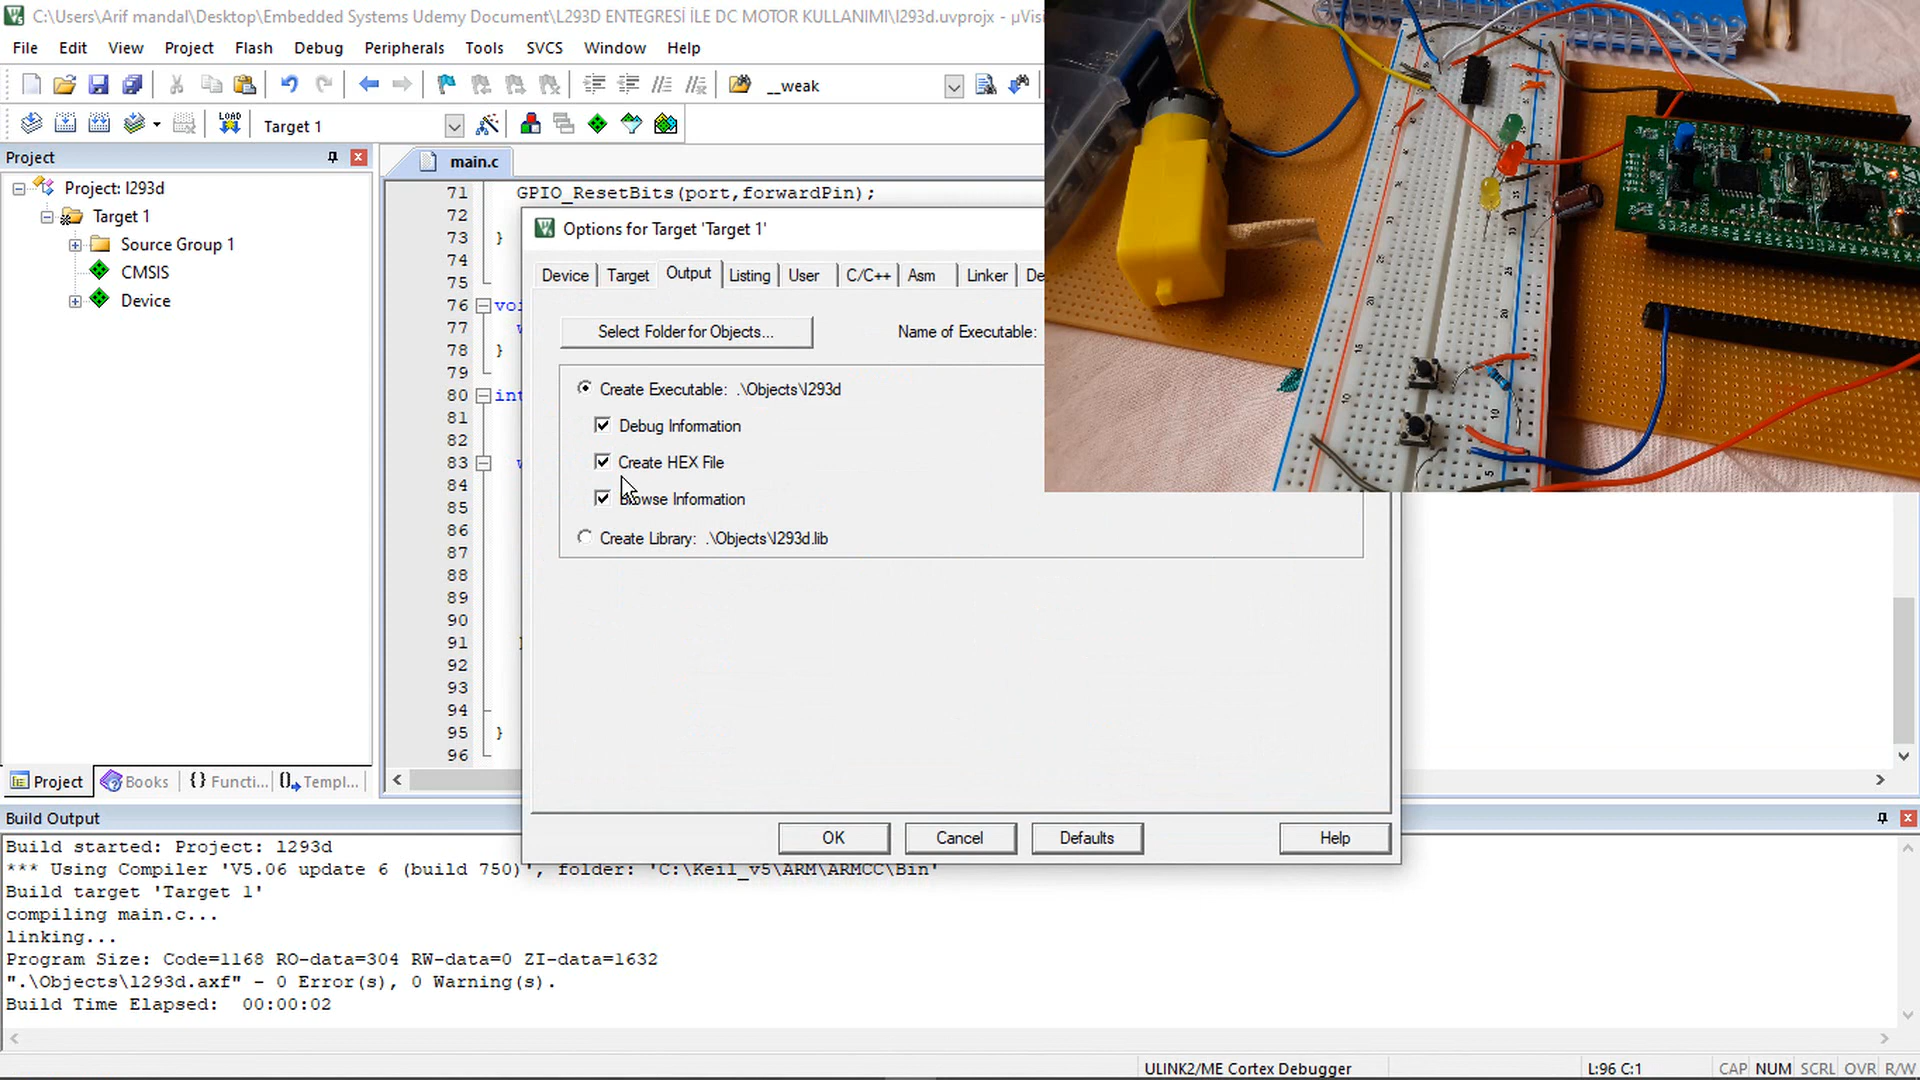 C:\Users\Arif mandal\Desktop\Embedded Systems Udemy Document\L293D ENTEGRESİ İLE DC MOTOR KULLANIMI\l293d.uvprojx - µVisi
File Edit View Project Flash Debug Peripherals Tools SVCS Window Help
__weak
LOAD Target 1
Project
main.c
Project: l293d
Target 1
Source Group 1
CMSIS
Device
71 GPIO_ResetBits(port,forwardPin);
72
73 }
74
75
76 voi
77
78 }
79
80 int
81
82
83
84
85
86
87
88
89
90
91
92
93
94
95 }
96
Options for Target 'Target 1'
Device Target Output Listing User C/C++ Asm Linker De
Select Folder for Objects... Name of Executable:
Create Executable: .\Objects\l293d
Debug Information
Create HEX File
Browse Information
Create Library: .\Objects\l293d.lib
OK Cancel Defaults Help
Project Books {} Functi... Templ...
Build Output
Build started: Project: l293d
*** Using Compiler 'V5.06 update 6 (build 750)', folder: 'C:\Keil_v5\ARM\ARMCC\Bin'
Build target 'Target 1'
compiling main.c...
linking...
Program Size: Code=1168 RO-data=304 RW-data=0 ZI-data=1632
".\Objects\l293d.axf" - 0 Error(s), 0 Warning(s).
Build Time Elapsed: 00:00:02
ULINK2/ME Cortex Debugger L:96 C:1 CAP NUM SCRL OVR R/W